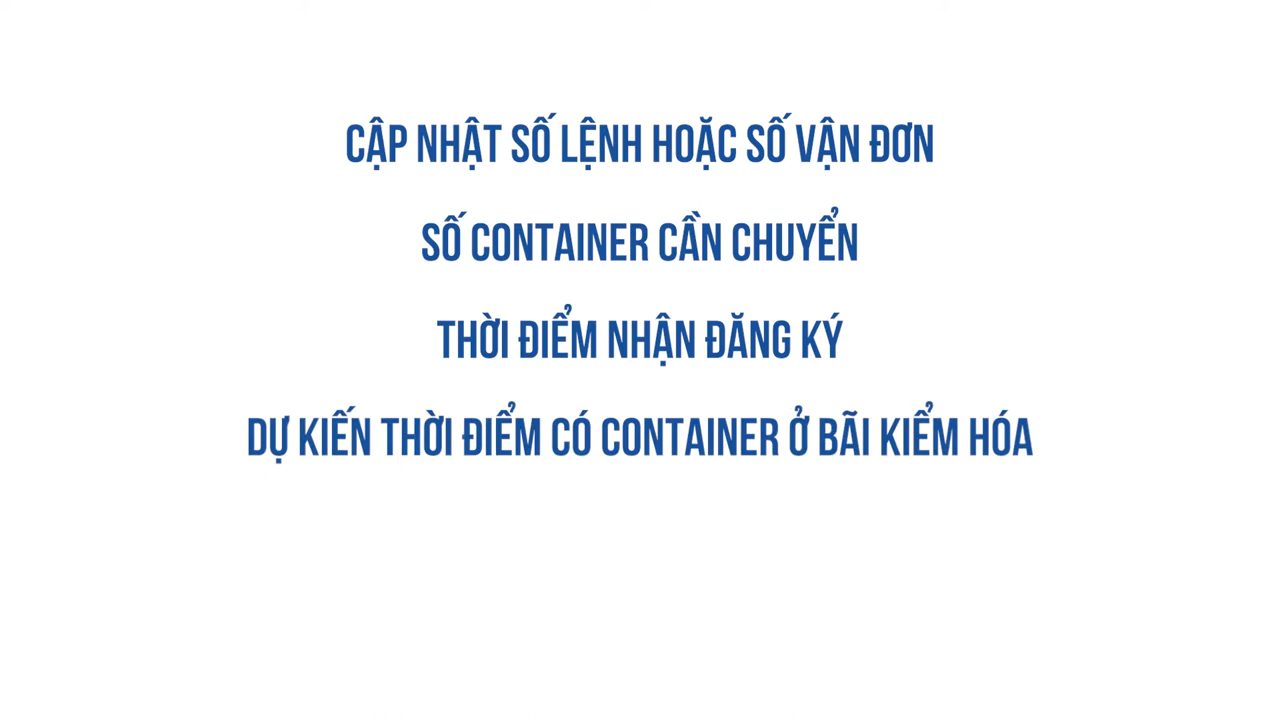 CẬP NHẬT SỐ LỆNH HOẶC SỐ VẬN ĐƠN
SỐ CONTAINER CẦN CHUYỂN
THỜI ĐIỂM NHẬN ĐĂNG KÝ
DỰ KIẾN THỜI ĐIỂM CÓ CONTAINER Ở BÃI KIỂM HÓA